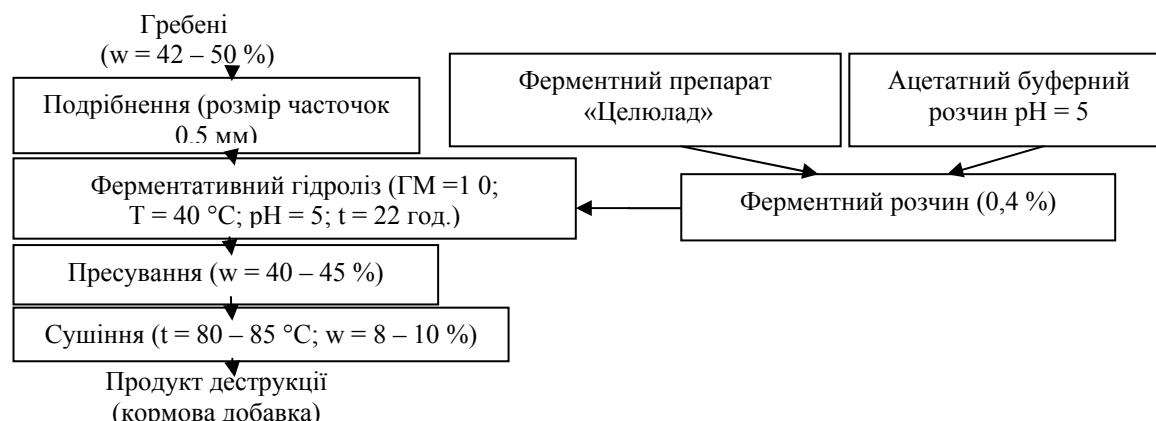 Гребені
(w = 42 – 50 %)
Подрібнення (розмір часточок
0,5 мм)
Ферментний препарат
«Целюлад»
Ацетатний буферний
розчин pH = 5
Ферментативний гідроліз (ГМ =1 0;
T = 40 °C; pH = 5; t = 22 год.)
Ферментний розчин (0,4 %)
Пресування (w = 40 – 45 %)
Сушіння (t = 80 – 85 °C; w = 8 – 10 %)
Продукт деструкції
(кормова добавка)